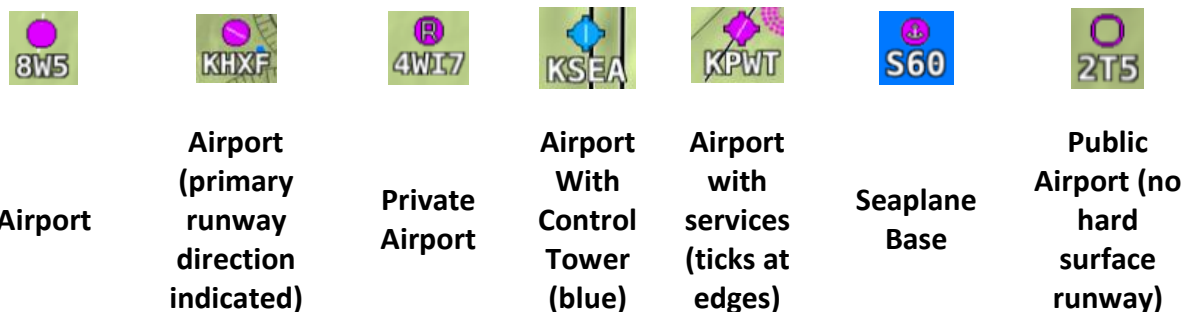 8W5
KHXF
R
4WI7
KSEA
KPWT
S60
2T5
Airport
Airport
(primary
runway
direction
indicated)
Private
Airport
Airport
With
Control
Tower
(blue)
Airport
with
services
(ticks at
edges)
Seaplane
Base
Public
Airport (no
hard
surface
runway)